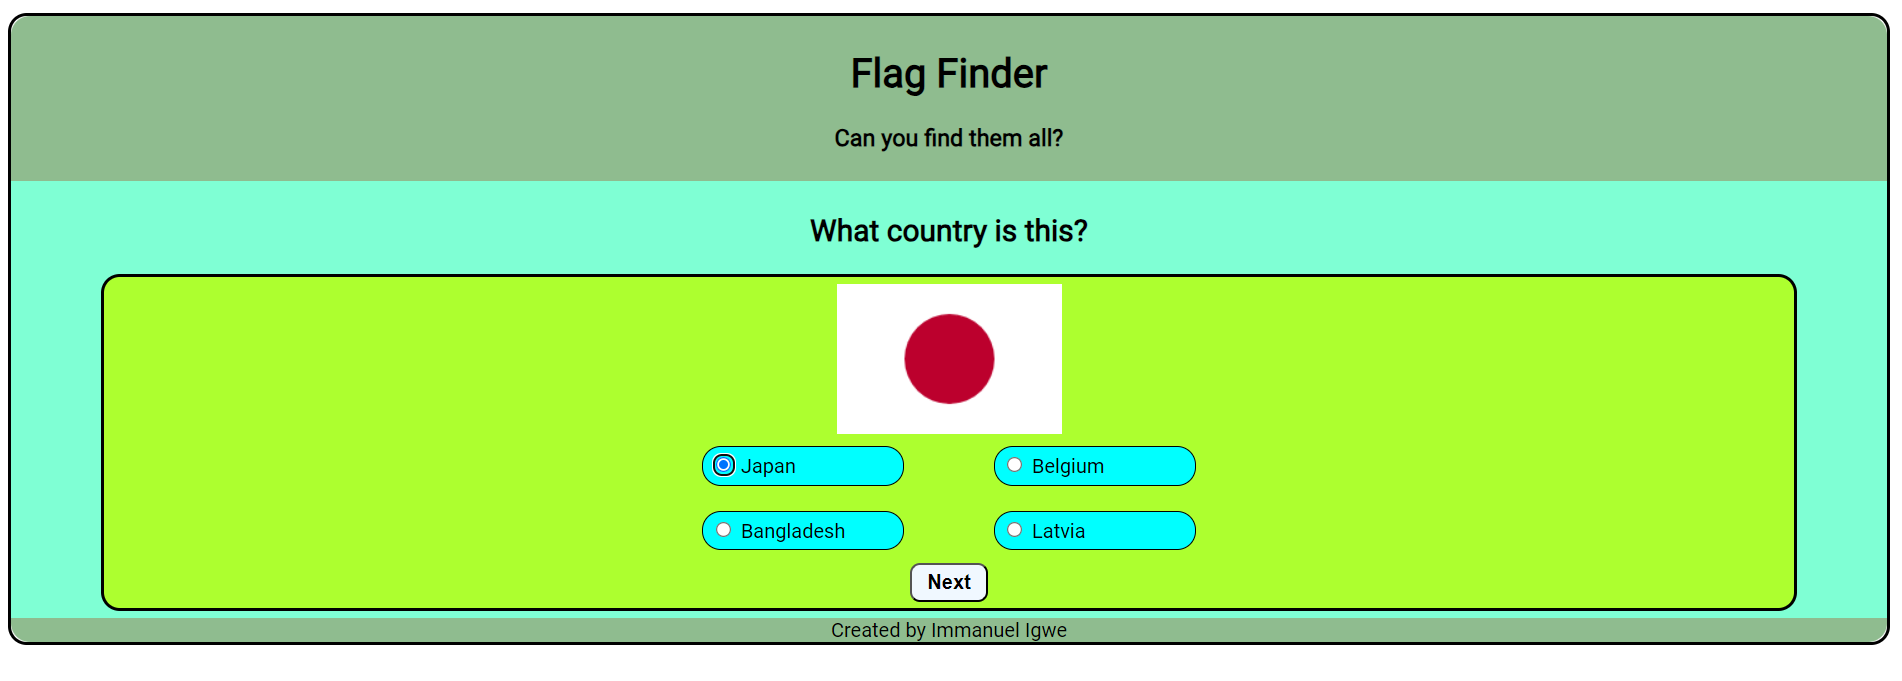 Flag Finder
Can you find them all?
What country is this?
Japan
Belgium
Bangladesh
Latvia
Next
Created by Immanuel Igwe